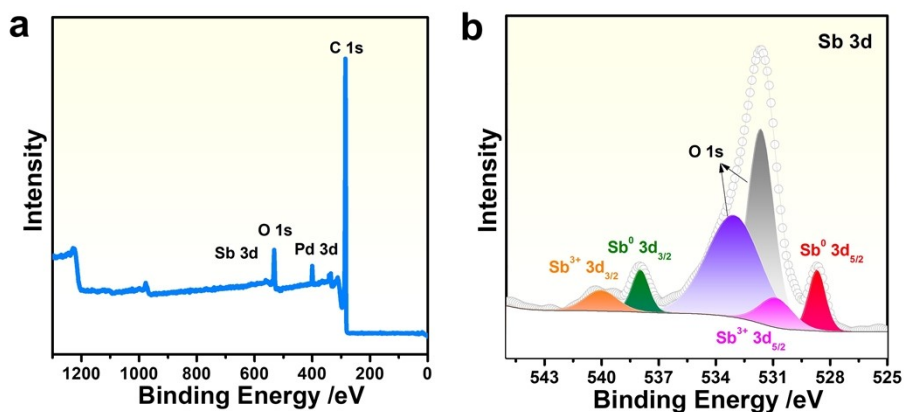 a
C 1s
O 1s
Sb 3d
Pd 3d
Intensity
1200 1000 800 600 400 200 0
Binding Energy /eV
b
Sb 3d
O 1s
Sb⁰ 3d₃/₂
Sb⁰ 3d₅/₂
Sb³⁺ 3d₃/₂
Sb³⁺ 3d₅/₂
Intensity
543 540 537 534 531 528 525
Binding Energy /eV